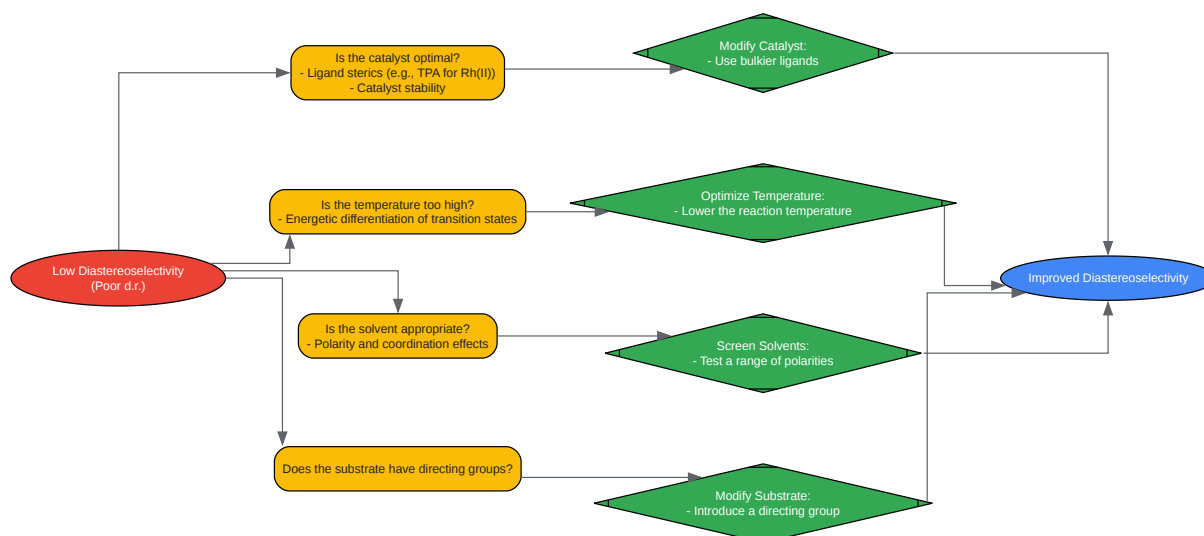 Is the catalyst optimal?
- Ligand sterics (e.g., TPA for Rh(II))
- Catalyst stability
Modify Catalyst:
- Use bulkier ligands
Is the temperature too high?
- Energetic differentiation of transition states
Optimize Temperature:
- Lower the reaction temperature
Low Diastereoselectivity
(Poor d.r.)
Improved Diastereoselectivity
Is the solvent appropriate?
- Polarity and coordination effects
Screen Solvents:
- Test a range of polarities
Does the substrate have directing groups?
Modify Substrate:
- Introduce a directing group